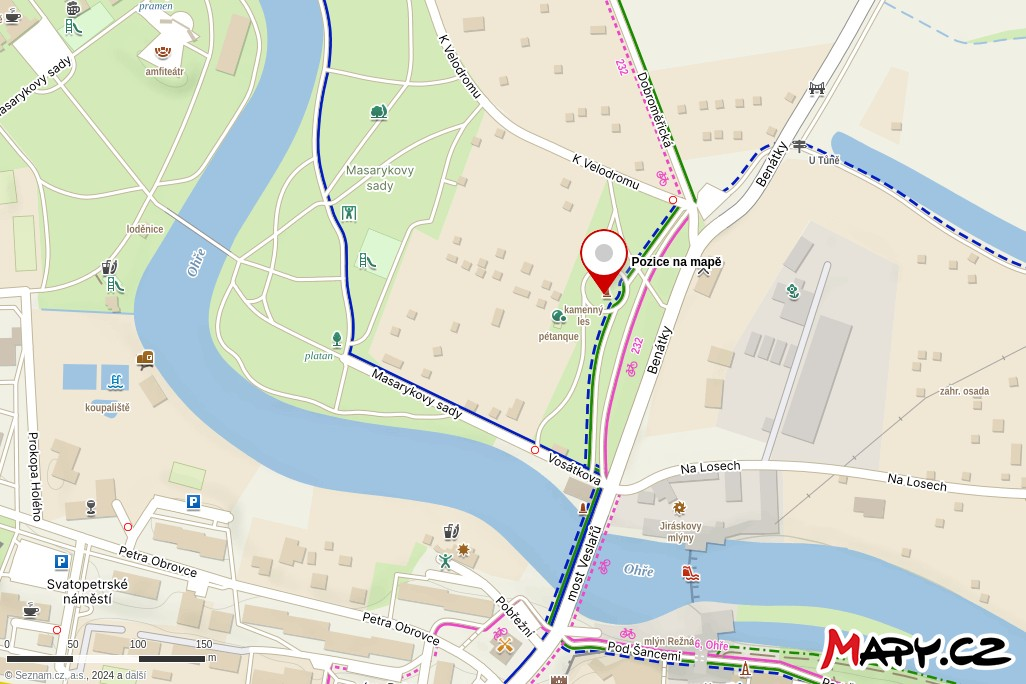 pramen
amfiteátr
Masarykovy sady
K Velodromu
232
Dobroměřická
Benátky
U Tůně
K Velodromu
Masarykovy
sady
loděnice
Ohře
Pozice na mapě
kamenný
les
pétanque
232
Benátky
platan
Masarykovy sady
koupaliště
zahr. osada
Prokopa Holého
Vosátkova
Na Losech
Na Losech
P
Jiráskovy
mlýny
Petra Obrovce
P
most Veslařů
Ohře
Svatopetrské
náměstí
Pobřežní
Petra Obrovce
mlýn Režná
6, Ohře
Pod Šancemi
0 50 100 150
m
© Seznam.cz, a.s., 2024 a další
MAPY.CZ